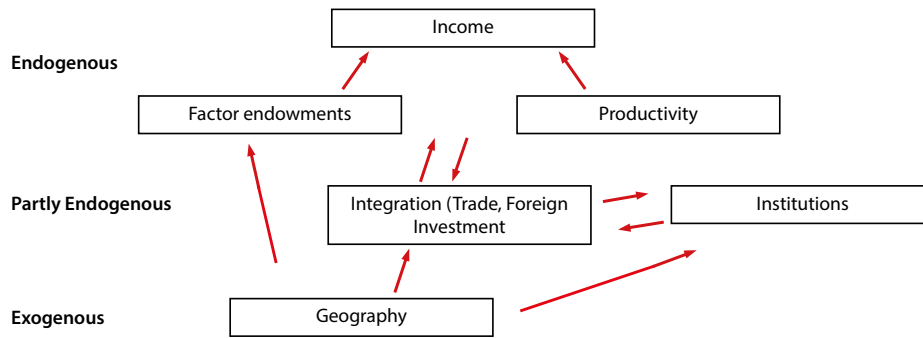 Income
Endogenous
Factor endowments
Productivity
Partly Endogenous
Integration (Trade, Foreign
Investment
Institutions
Exogenous
Geography